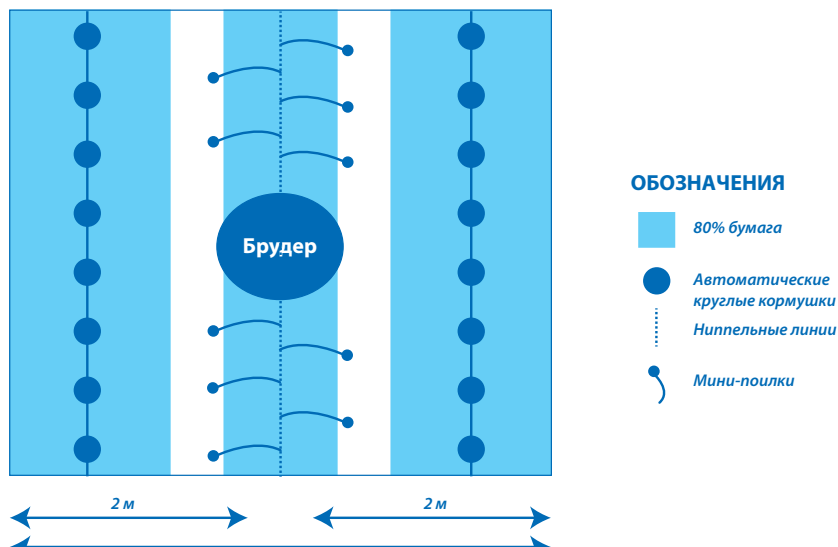 Брудер
2 м
2 м
ОБОЗНАЧЕНИЯ
80% бумага
Автоматические
круглые кормушки
Ниппельные линии
Мини-поилки